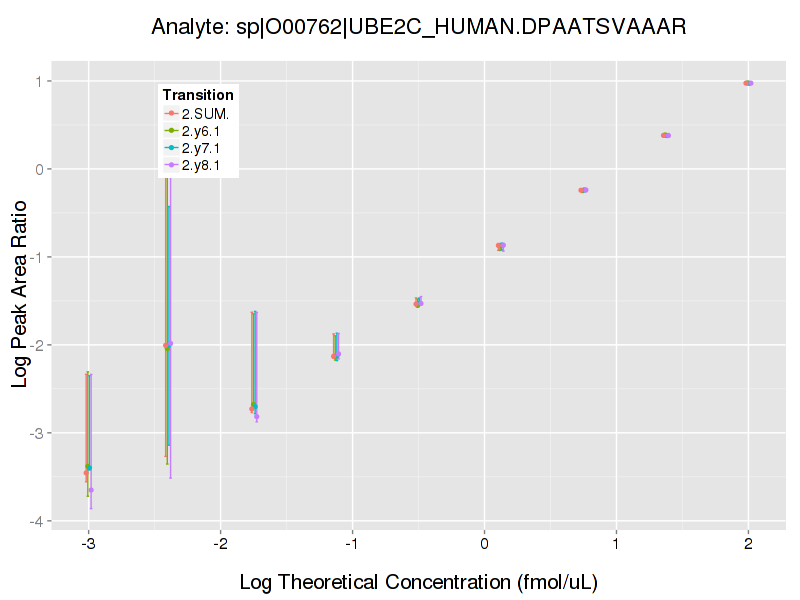 Analyte: sp|O00762|UBE2C_HUMAN.DPAATSVAAAR
Transition
2.SUM.
2.y6.1
2.y7.1
2.y8.1
Log Peak Area Ratio
1
0
-1
-2
-3
-4
-3 -2 -1 0 1 2
Log Theoretical Concentration (fmol/uL)